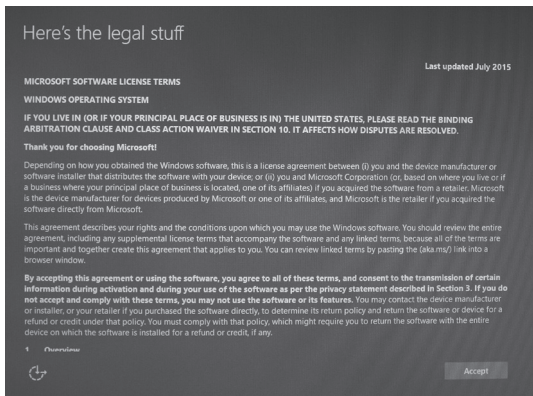 Here's the legal stuff
Last updated July 2015
MICROSOFT SOFTWARE LICENSE TERMS
WINDOWS OPERATING SYSTEM
IF YOU LIVE IN (OR IF YOUR PRINCIPAL PLACE OF BUSINESS IS IN) THE UNITED STATES, PLEASE READ THE BINDING
ARBITRATION CLAUSE AND CLASS ACTION WAIVER IN SECTION 10. IT AFFECTS HOW DISPUTES ARE RESOLVED.
Thank you for choosing Microsoft!
Depending on how you obtained the Windows software, this is a license agreement between (i) you and the device manufacturer or
software installer that distributes the software with your device; or (ii) you and Microsoft Corporation (or, based on where you live or if
a business where your principal place of business is located, one of its affiliates) if you acquired the software from a retailer. Microsoft
is the device manufacturer for devices produced by Microsoft or one of its affiliates, and Microsoft is the retailer if you acquired the
software directly from Microsoft.
This agreement describes your rights and the conditions upon which you may use the Windows software. You should review the entire
agreement, including any supplemental license terms that accompany the software and any linked terms, because all of the terms are
important and together create this agreement that applies to you. You can review linked terms by pasting the (aka.ms/) link into a
browser window.
By accepting this agreement or using the software, you agree to all of these terms, and consent to the transmission of certain
information during activation and during your use of the software as per the privacy statement described in Section 3. If you do
not accept and comply with these terms, you may not use the software or its features. You may contact the device manufacturer
or installer, or your retailer if you purchased the software directly, to determine its return policy and return the software or device for a
refund or credit under that policy. You must comply with that policy, which might require you to return the software with the entire
device on which the software is installed for a refund or credit, if any.
1 Overview
Accept